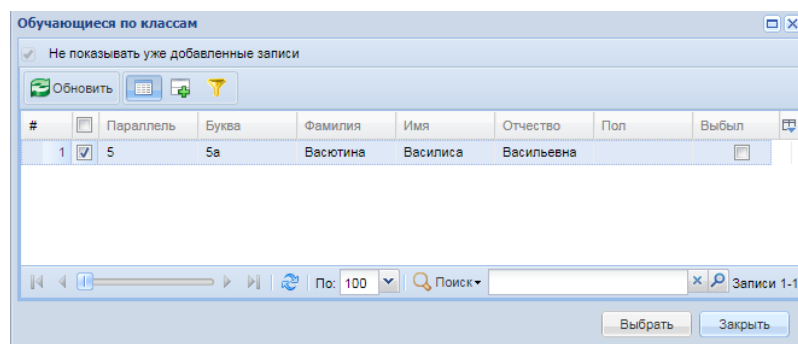 Обучающиеся по классам
Не показывать уже добавленные записи
Обновить
# Параллель Буква Фамилия Имя Отчество Пол Выбыл
1 5 5а Васютина Василиса Васильевна
По: 100 Поиск Записи 1-1
Выбрать Закрыть